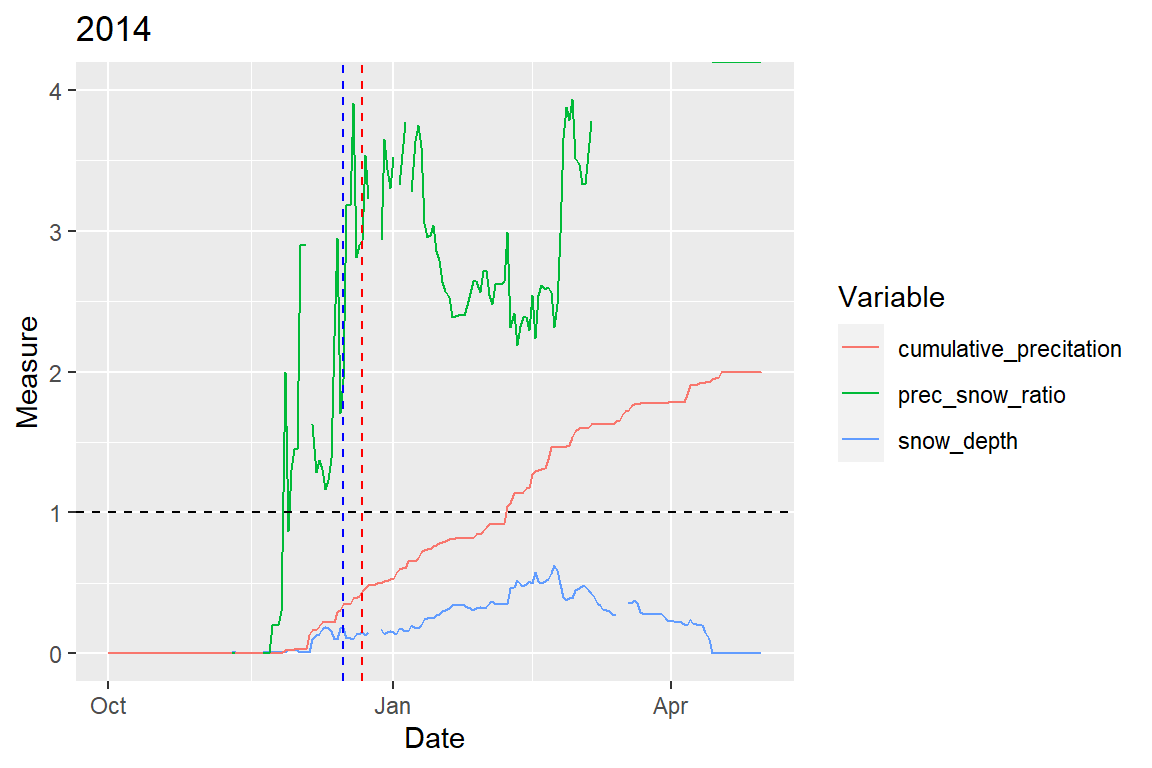 2014
4
3
2
1
0
Measure
Oct
Jan
Apr
Date
Variable
cumulative_precitation
prec_snow_ratio
snow_depth